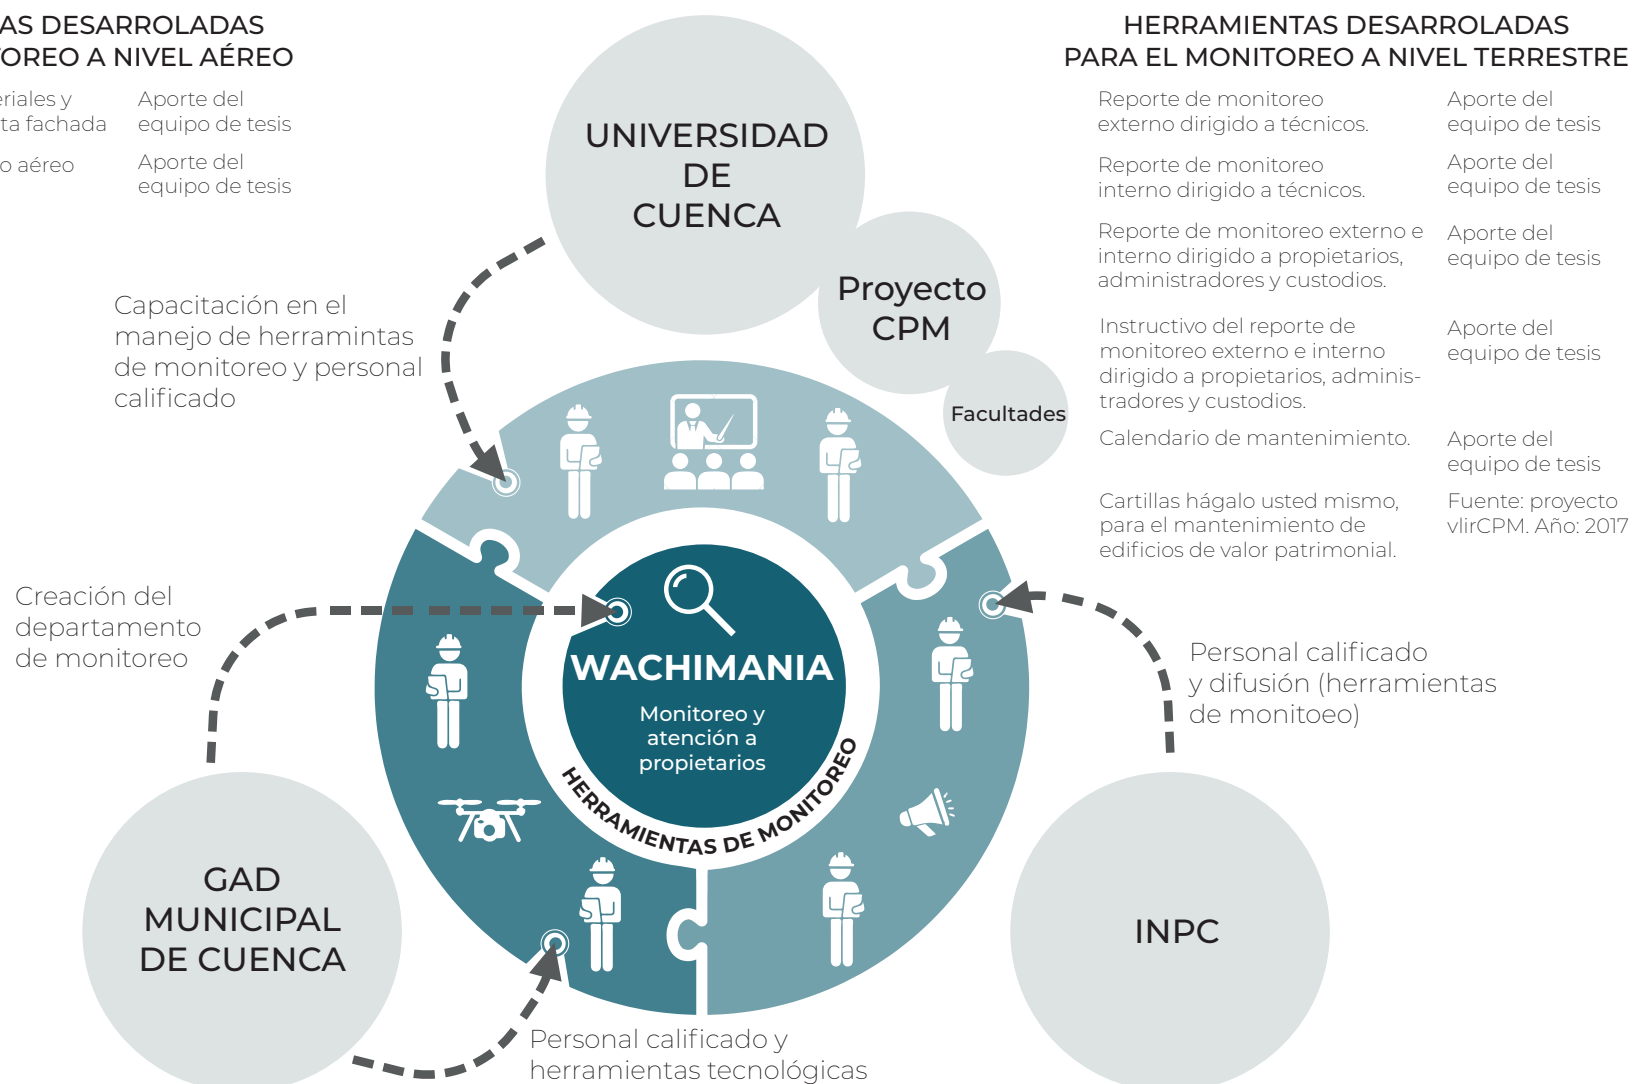 AS DESARROLADAS
OREO A NIVEL AÉREO
eriales y
ta fachada
Aporte del
equipo de tesis
o aéreo
Aporte del
equipo de tesis
HERRAMIENTAS DESARROLADAS
PARA EL MONITOREO A NIVEL TERRESTRE
Reporte de monitoreo
externo dirigido a técnicos.
Aporte del
equipo de tesis
Reporte de monitoreo
interno dirigido a técnicos.
Aporte del
equipo de tesis
Reporte de monitoreo externo e
interno dirigido a propietarios,
administradores y custodios.
Aporte del
equipo de tesis
Instructivo del reporte de
monitoreo externo e interno
dirigido a propietarios, adminis-
tradores y custodios.
Aporte del
equipo de tesis
Calendario de mantenimiento.
Aporte del
equipo de tesis
Cartillas hágalo usted mismo,
para el mantenimiento de
edificios de valor patrimonial.
Fuente: proyecto
vlirCPM. Año: 2017
UNIVERSIDAD
DE
CUENCA
Proyecto
CPM
Facultades
Capacitación en el
manejo de herramintas
de monitoreo y personal
calificado
Creación del
departamento
de monitoreo
WACHIMANIA
Monitoreo y
atención a
propietarios
HERRAMIENTAS DE MONITOREO
Personal calificado
y difusión (herramientas
de monitoeo)
GAD
MUNICIPAL
DE CUENCA
INPC
Personal calificado y
herramientas tecnológicas